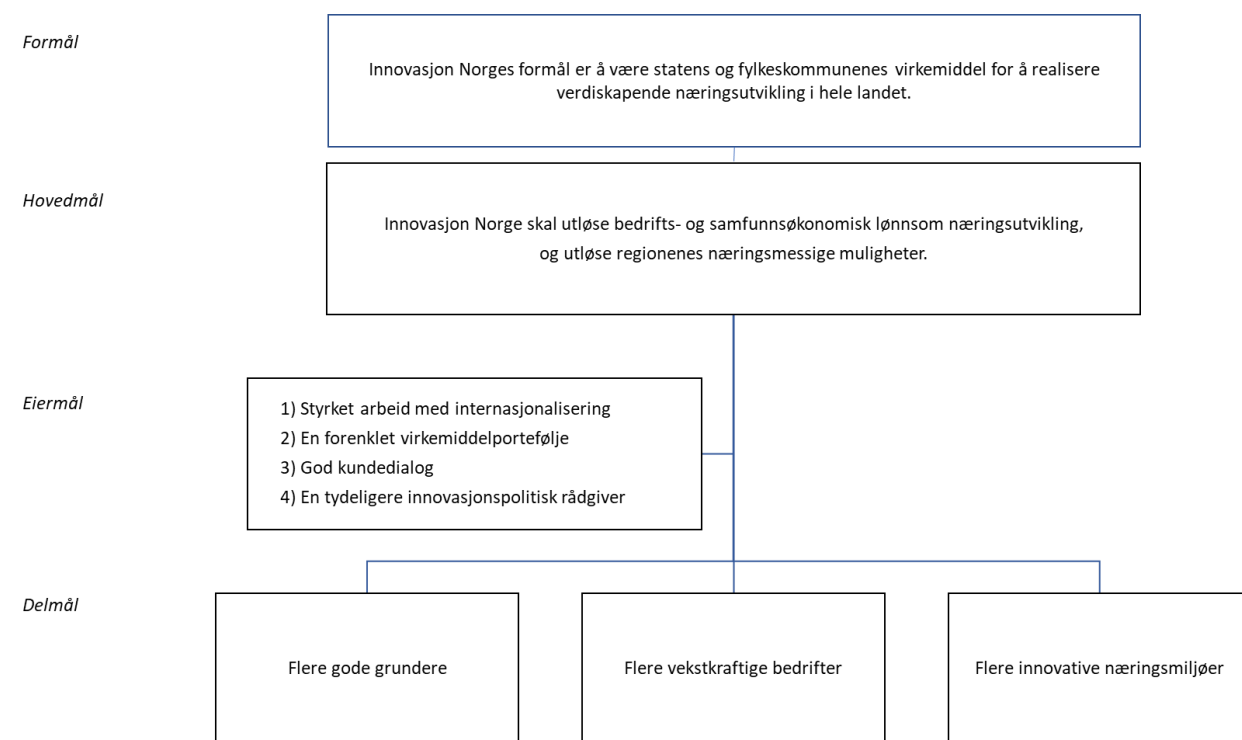 Formål
Innovasjon Norges formål er å være statens og fylkeskommunenes virkemiddel for å realisere
verdiskapende næringsutvikling i hele landet.
Hovedmål
Innovasjon Norge skal utløse bedrifts- og samfunnsøkonomisk lønnsom næringsutvikling,
og utløse regionenes næringsmessige muligheter.
Eiermål
1) Styrket arbeid med internasjonalisering
2) En forenklet virkemiddelportefølje
3) God kundedialog
4) En tydeligere innovasjonspolitisk rådgiver
Delmål
Flere gode grundere
Flere vekstkraftige bedrifter
Flere innovative næringsmiljøer